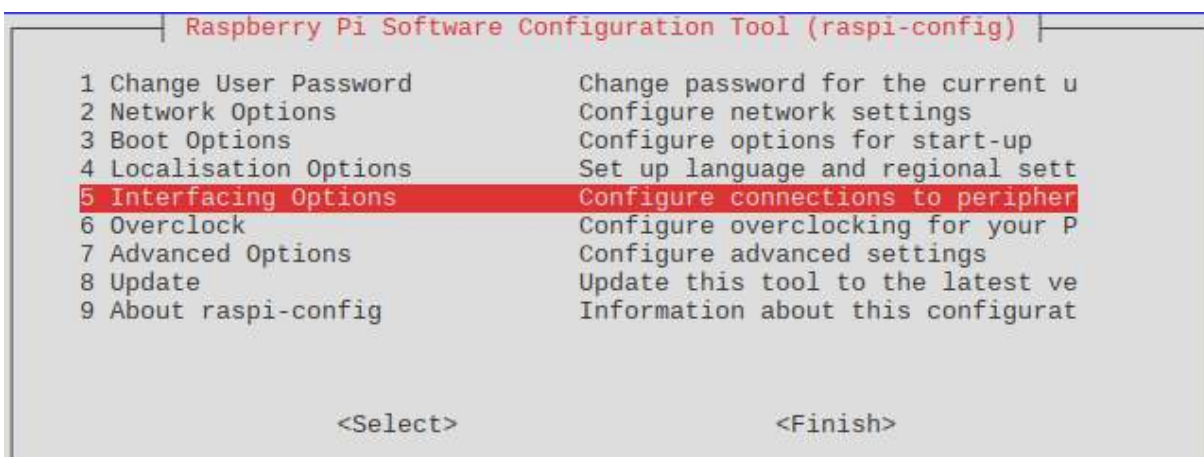 Raspberry Pi Software Configuration Tool (raspi-config)
1 Change User Password Change password for the current u
2 Network Options Configure network settings
3 Boot Options Configure options for start-up
4 Localisation Options Set up language and regional sett
5 Interfacing Options Configure connections to peripher
6 Overclock Configure overclocking for your P
7 Advanced Options Configure advanced settings
8 Update Update this tool to the latest ve
9 About raspi-config Information about this configurat
<Select> <Finish>